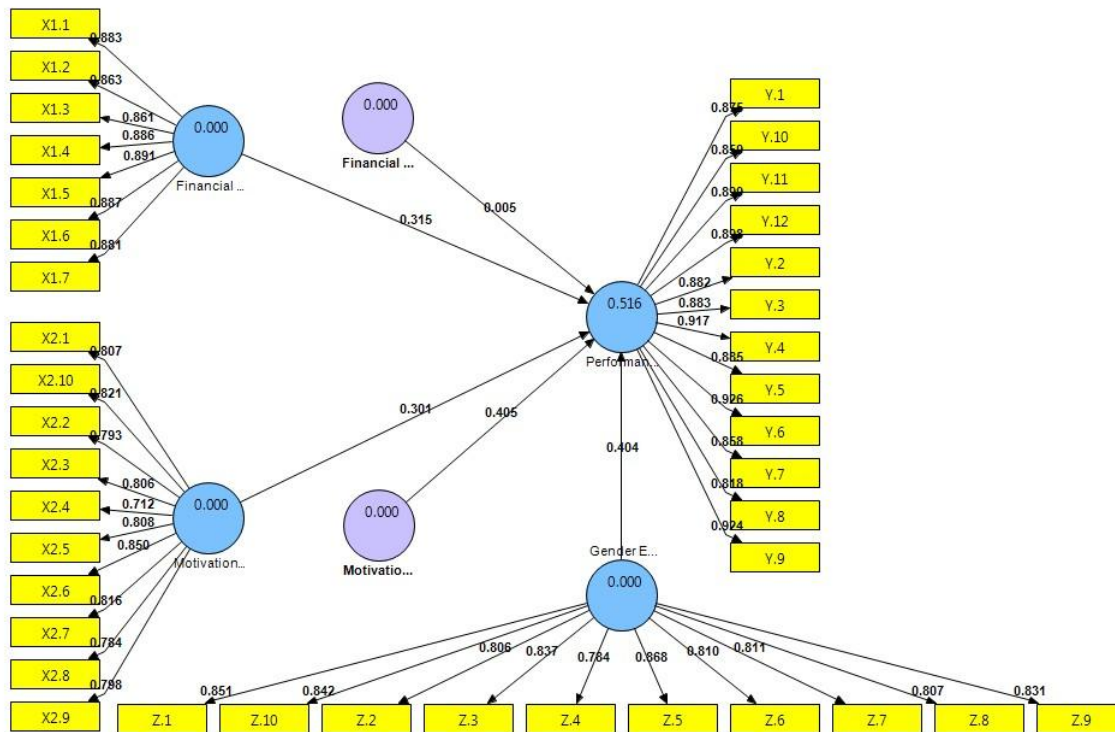 X1.1
0.883
X1.2
0.863
X1.3
0.861
X1.4
0.886
X1.5
0.891
X1.6
0.887
X1.7
0.881
0.000
Financial ...
0.000
Financial ...
0.315
0.005
X2.1
0.807
X2.10
0.821
X2.2
0.793
X2.3
0.806
X2.4
0.712
X2.5
0.808
X2.6
0.850
X2.7
0.816
X2.8
0.784
X2.9
0.798
0.000
Motivation...
0.000
Motivatio...
0.301
0.405
0.516
Performan...
0.404
Y.1
0.875
Y.10
0.859
Y.11
0.899
Y.12
0.898
Y.2
0.882
Y.3
0.883
Y.4
0.917
Y.5
0.885
Y.6
0.926
Y.7
0.858
Y.8
0.818
Y.9
0.924
Gender E...
0.000
0.851
0.842
0.806
0.837
0.784
0.868
0.810
0.811
0.807
0.831
Z.1
Z.10
Z.2
Z.3
Z.4
Z.5
Z.6
Z.7
Z.8
Z.9